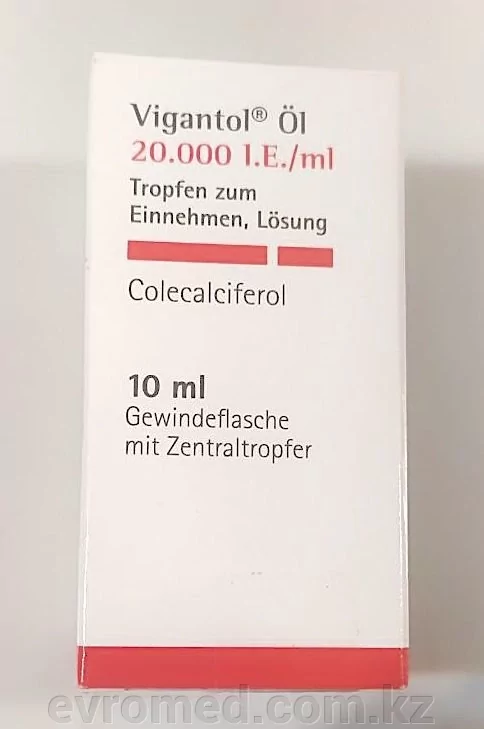 Vigantol® Öl
20.000 I.E./ml
Tropfen zum
Einnehmen, Lösung
Colecalciferol
10 ml
Gewindeflasche
mit Zentraltropfer
evromed.com.kz